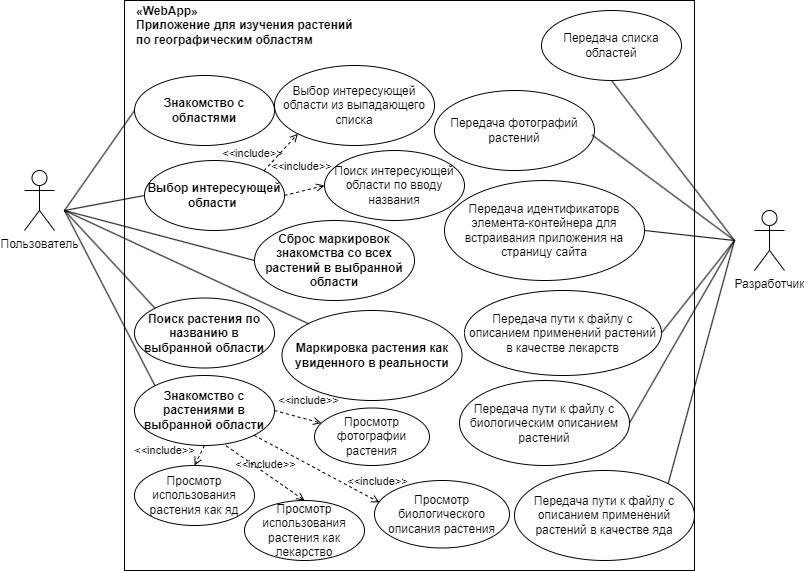 «WebApp»
Приложение для изучения растений
по географическим областям
Передача списка
областей
Знакомство с
областями
Выбор интересующей
области из выпадающего
списка
Передача фотографий
растений
<<include>>
<<include>>
Выбор интересующей
области
Поиск интересующей
области по вводу
названия
Пользователь
Передача идентификаторв
элемента-контейнера для
встраивания приложения на
страницу сайта
Сброс маркировок
знакомства со всех
растений в выбранной
области
Разработчик
Поиск растения по
названию в
выбранной области
Маркировка растения как
увиденного в реальности
Передача пути к файлу с
описанием применений растений
в качестве лекарств
Знакомство с
растениями в
выбранной области
<<include>>
Просмотр
фотографии
растения
Передача пути к файлу с
биологическим описанием
растений
<<include>>
<<include>>
<<include>>
Просмотр
использования
растения как яд
Просмотр
использования
растения как
лекарство
Просмотр
биологического
описания растения
Передача пути к файлу с
описанием применений
растений в качестве яда